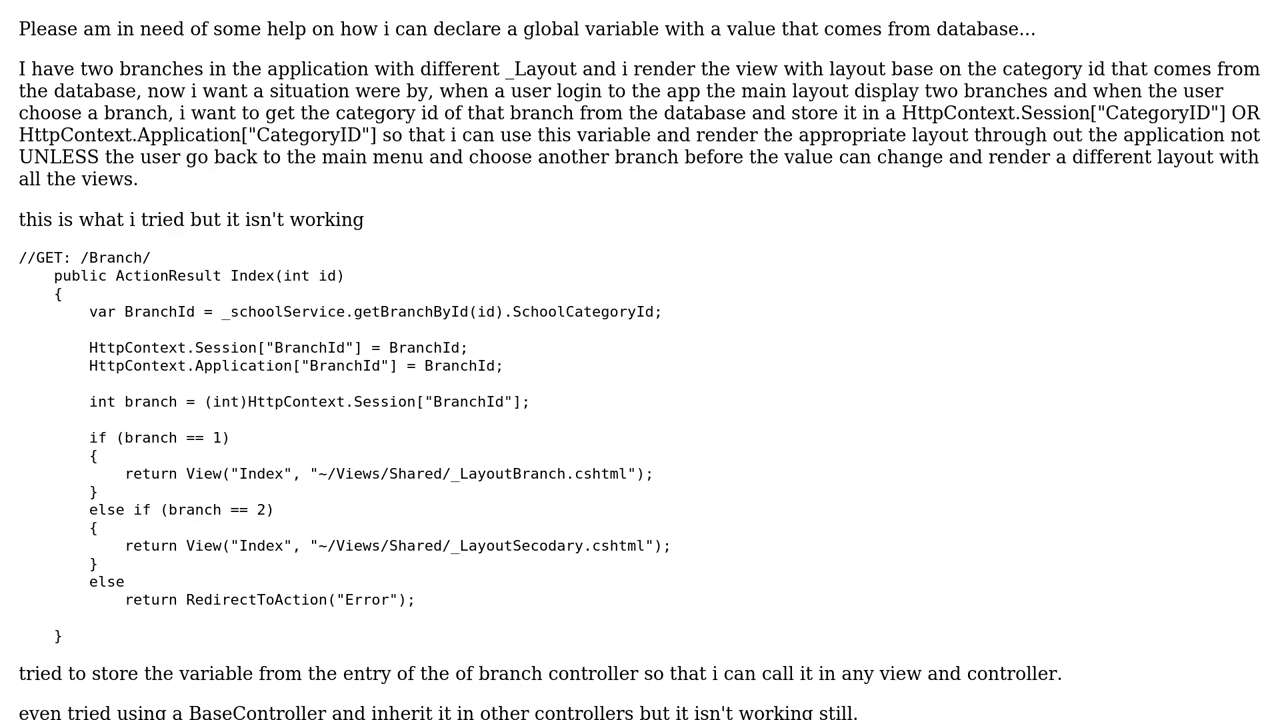 Please am in need of some help on how i can declare a global variable with a value that comes from database...
I have two branches in the application with different _Layout and i render the view with layout base on the category id that comes from
the database, now i want a situation were by, when a user login to the app the main layout display two branches and when the user
choose a branch, i want to get the category id of that branch from the database and store it in a HttpContext.Session["CategoryID"] OR
HttpContext.Application["CategoryID"] so that i can use this variable and render the appropriate layout through out the application not
UNLESS the user go back to the main menu and choose another branch before the value can change and render a different layout with
all the views.
this is what i tried but it isn't working
//GET: /Branch/
    public ActionResult Index(int id)
    {
        var BranchId = _schoolService.getBranchById(id).SchoolCategoryId;

        HttpContext.Session["BranchId"] = BranchId;
        HttpContext.Application["BranchId"] = BranchId;

        int branch = (int)HttpContext.Session["BranchId"];

        if (branch == 1)
        {
            return View("Index", "~/Views/Shared/_LayoutBranch.cshtml");
        }
        else if (branch == 2)
        {
            return View("Index", "~/Views/Shared/_LayoutSecodary.cshtml");
        }
        else
            return RedirectToAction("Error");

    }
tried to store the variable from the entry of the of branch controller so that i can call it in any view and controller.
even tried using a BaseController and inherit it in other controllers but it isn't working still.